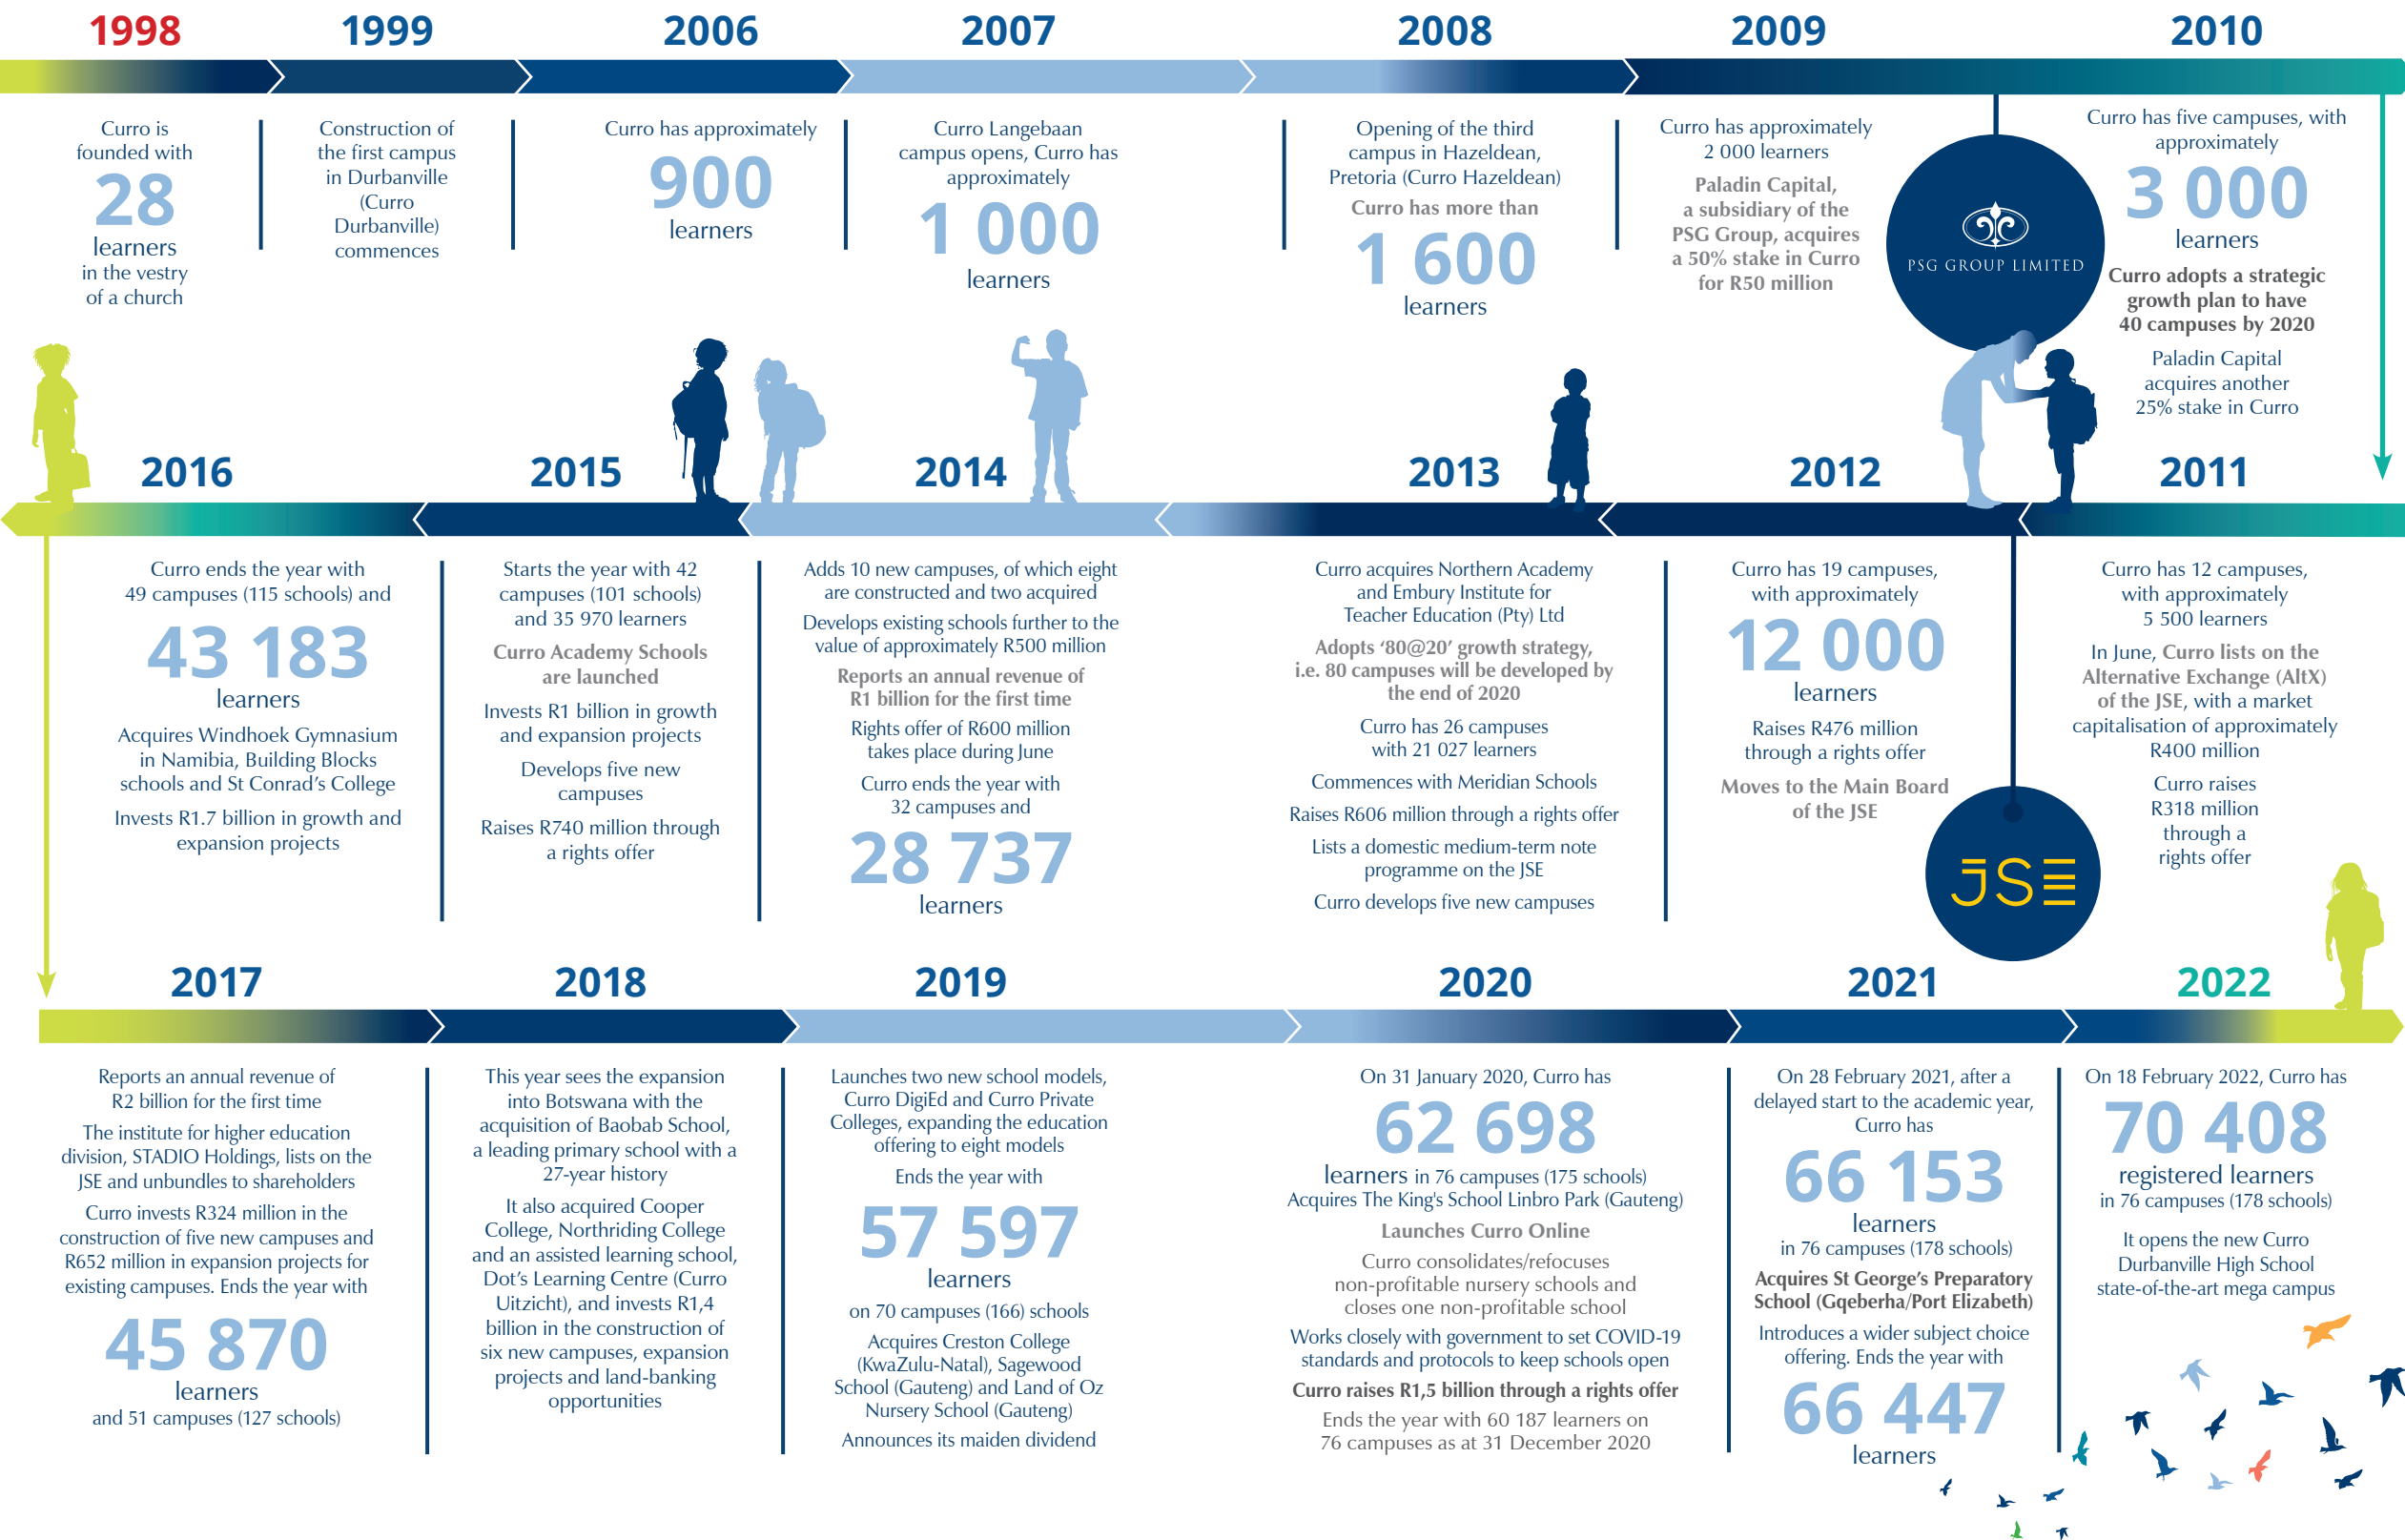 1998
Curro is
founded with
28
learners
in the vestry
of a church
1999
Construction of
the first campus
in Durbanville
(Curro
Durbanville)
commences
2006
Curro has approximately
900
learners
2007
Curro Langebaan
campus opens, Curro has
approximately
1 000
learners
2008
Opening of the third
campus in Hazeldean,
Pretoria (Curro Hazeldean)
Curro has more than
1 600
learners
2009
Curro has approximately
2 000 learners
Paladin Capital,
a subsidiary of the
PSG Group, acquires
a 50% stake in Curro
for R50 million
PSG GROUP LIMITED
2010
Curro has five campuses, with
approximately
3 000
learners
Curro adopts a strategic
growth plan to have
40 campuses by 2020
Paladin Capital
acquires another
25% stake in Curro
2011
Curro has 12 campuses,
with approximately
5 500 learners
In June, Curro lists on the
Alternative Exchange (AltX)
of the JSE, with a market
capitalisation of approximately
R400 million
Curro raises
R318 million
through a
rights offer
2012
Curro has 19 campuses,
with approximately
12 000
learners
Raises R476 million
through a rights offer
Moves to the Main Board
of the JSE
JSE
2013
Curro acquires Northern Academy
and Embury Institute for
Teacher Education (Pty) Ltd
Adopts ‘80@20’ growth strategy,
i.e. 80 campuses will be developed by
the end of 2020
Curro has 26 campuses
with 21 027 learners
Commences with Meridian Schools
Raises R606 million through a rights offer
Lists a domestic medium-term note
programme on the JSE
Curro develops five new campuses
2014
Adds 10 new campuses, of which eight
are constructed and two acquired
Develops existing schools further to the
value of approximately R500 million
Reports an annual revenue of
R1 billion for the first time
Rights offer of R600 million
takes place during June
Curro ends the year with
32 campuses and
28 737
learners
2015
Starts the year with 42
campuses (101 schools)
and 35 970 learners
Curro Academy Schools
are launched
Invests R1 billion in growth
and expansion projects
Develops five new
campuses
Raises R740 million through
a rights offer
2016
Curro ends the year with
49 campuses (115 schools) and
43 183
learners
Acquires Windhoek Gymnasium
in Namibia, Building Blocks
schools and St Conrad’s College
Invests R1.7 billion in growth and
expansion projects
2017
Reports an annual revenue of
R2 billion for the first time
The institute for higher education
division, STADIO Holdings, lists on the
JSE and unbundles to shareholders
Curro invests R324 million in the
construction of five new campuses and
R652 million in expansion projects for
existing campuses. Ends the year with
45 870
learners
and 51 campuses (127 schools)
2018
This year sees the expansion
into Botswana with the
acquisition of Baobab School,
a leading primary school with a
27-year history
It also acquired Cooper
College, Northriding College
and an assisted learning school,
Dot’s Learning Centre (Curro
Uitzicht), and invests R1,4
billion in the construction of
six new campuses, expansion
projects and land-banking
opportunities
2019
Launches two new school models,
Curro DigiEd and Curro Private
Colleges, expanding the education
offering to eight models
Ends the year with
57 597
learners
on 70 campuses (166) schools
Acquires Creston College
(KwaZulu-Natal), Sagewood
School (Gauteng) and Land of Oz
Nursery School (Gauteng)
Announces its maiden dividend
2020
On 31 January 2020, Curro has
62 698
learners in 76 campuses (175 schools)
Acquires The King's School Linbro Park (Gauteng)
Launches Curro Online
Curro consolidates/refocuses
non-profitable nursery schools and
closes one non-profitable school
Works closely with government to set COVID-19
standards and protocols to keep schools open
Curro raises R1,5 billion through a rights offer
Ends the year with 60 187 learners on
76 campuses as at 31 December 2020
2021
On 28 February 2021, after a
delayed start to the academic year,
Curro has
66 153
learners
in 76 campuses (178 schools)
Acquires St George’s Preparatory
School (Gqeberha/Port Elizabeth)
Introduces a wider subject choice
offering. Ends the year with
66 447
learners
2022
On 18 February 2022, Curro has
70 408
registered learners
in 76 campuses (178 schools)
It opens the new Curro
Durbanville High School
state-of-the-art mega campus